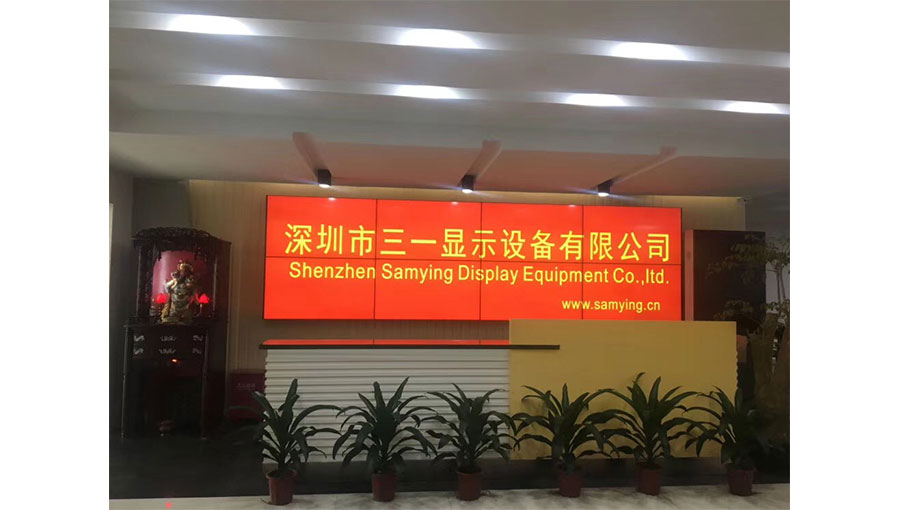 深圳市三一显示设备有限公司
Shenzhen Samying Display Equipment Co.,ltd.
www.samying.cn